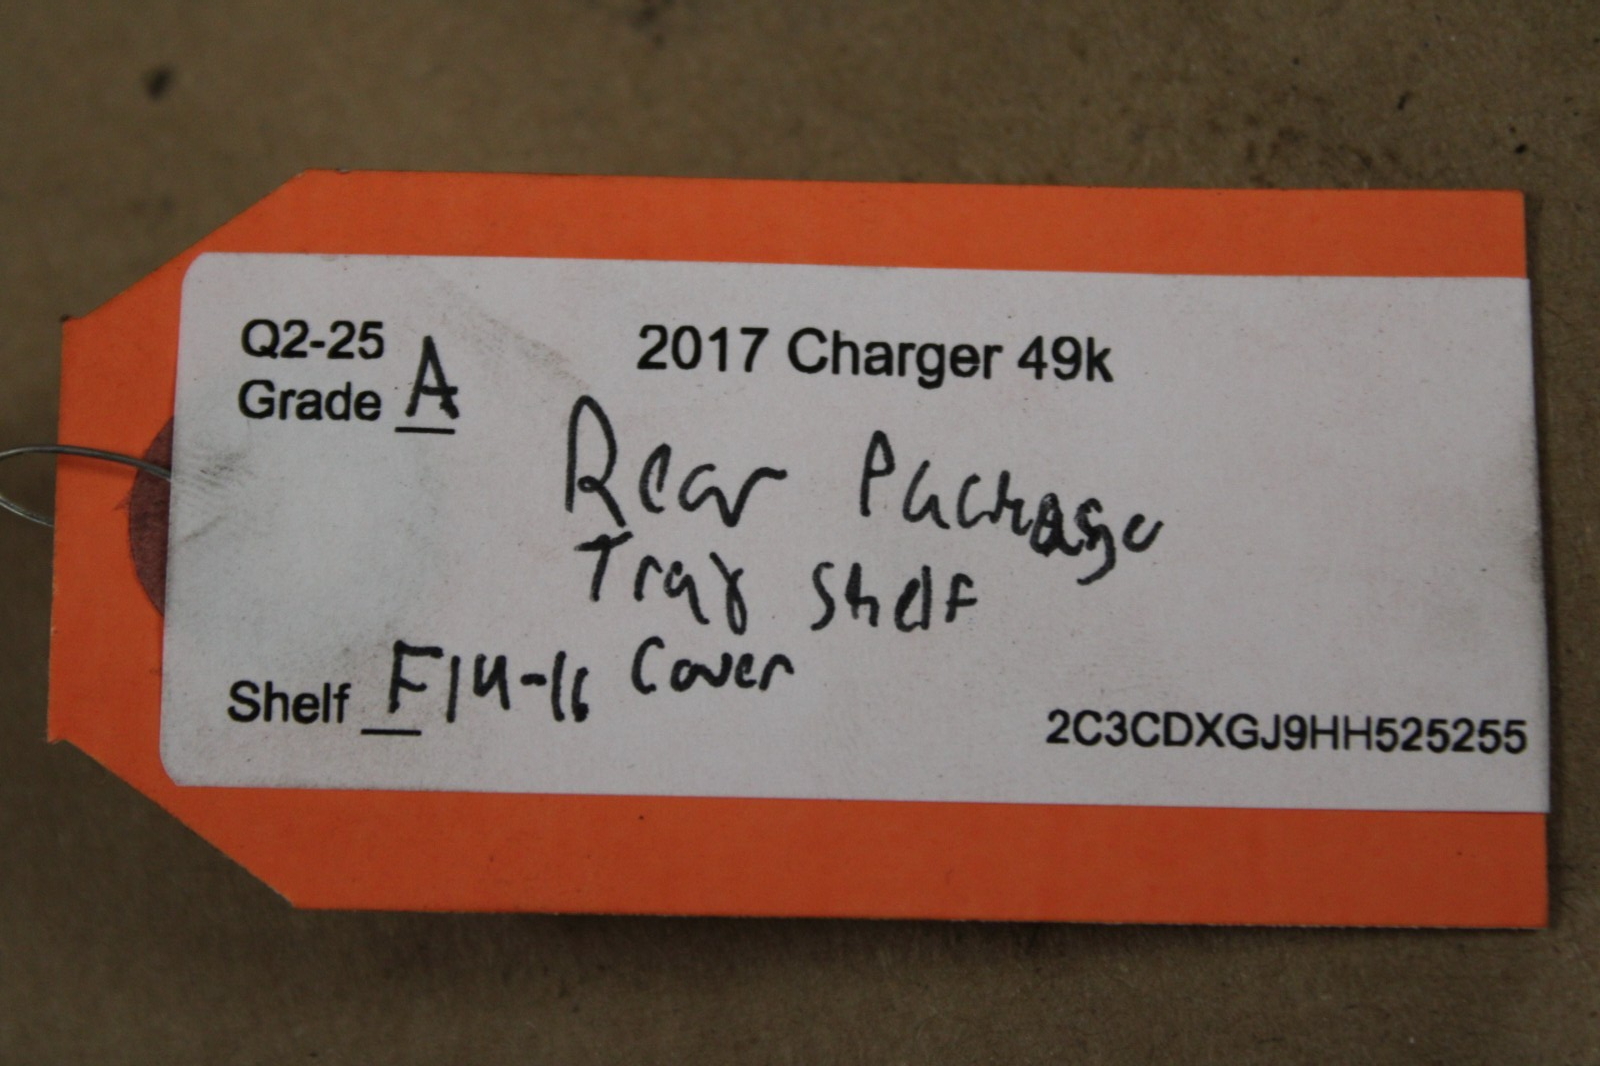 Q2-25
Grade A
2017 Charger 49k
Rear Package
Tray Shelf
Cover
Shelf F14-16
2C3CDXGJ9HH525255